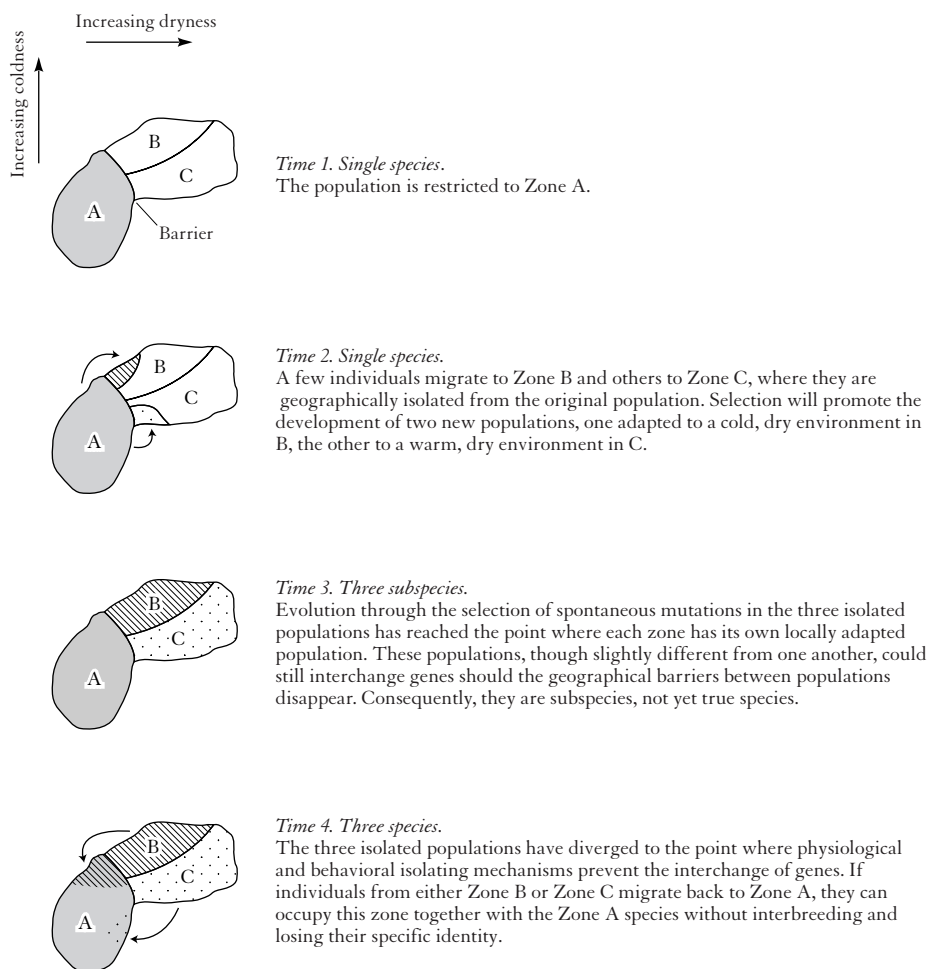 Increasing dryness
Increasing coldness
B
C
A
Barrier
Time 1. Single species.
The population is restricted to Zone A.
B
C
A
Time 2. Single species.
A few individuals migrate to Zone B and others to Zone C, where they are
geographically isolated from the original population. Selection will promote the
development of two new populations, one adapted to a cold, dry environment in
B, the other to a warm, dry environment in C.
B
C
A
Time 3. Three subspecies.
Evolution through the selection of spontaneous mutations in the three isolated
populations has reached the point where each zone has its own locally adapted
population. These populations, though slightly different from one another, could
still interchange genes should the geographical barriers between populations
disappear. Consequently, they are subspecies, not yet true species.
B
C
A
Time 4. Three species.
The three isolated populations have diverged to the point where physiological
and behavioral isolating mechanisms prevent the interchange of genes. If
individuals from either Zone B or Zone C migrate back to Zone A, they can
occupy this zone together with the Zone A species without interbreeding and
losing their specific identity.